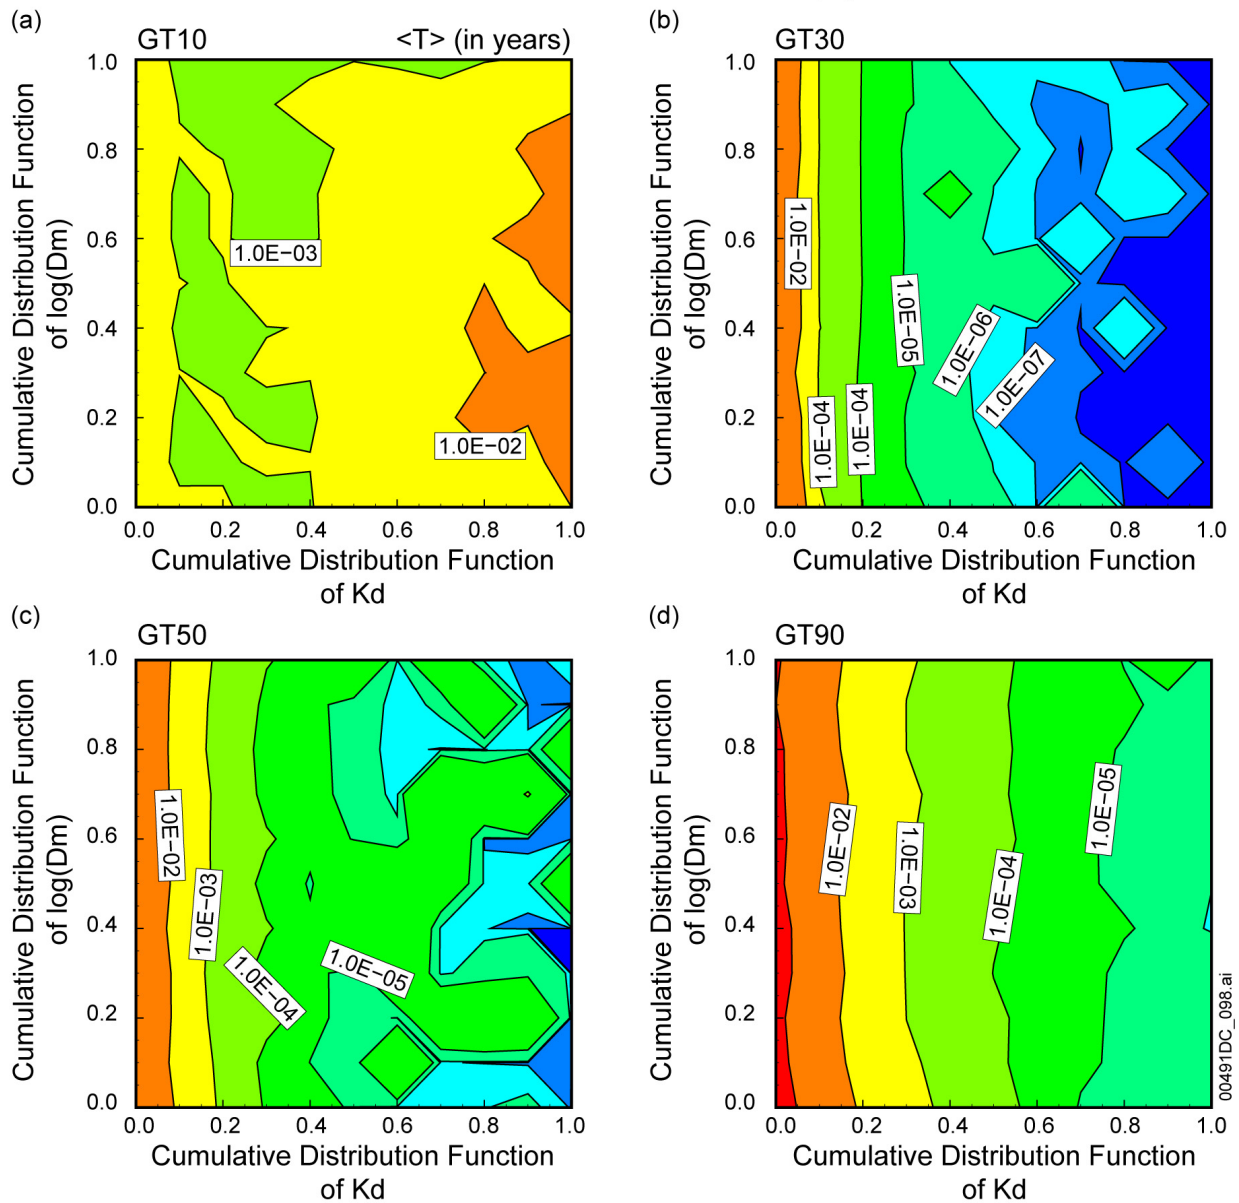 (a)
GT10 <T> (in years)
1.0
0.8
0.6
0.4
0.2
0.0
0.0 0.2 0.4 0.6 0.8 1.0
Cumulative Distribution Function
of log(Dm)
Cumulative Distribution Function
of Kd
1.0E−03
1.0E−02
(b)
GT30
1.0
0.8
0.6
0.4
0.2
0.0
0.0 0.2 0.4 0.6 0.8 1.0
Cumulative Distribution Function
of log(Dm)
Cumulative Distribution Function
of Kd
1.0E−02
1.0E−04
1.0E−04
1.0E−05
1.0E−06
1.0E−07
(c)
GT50
1.0
0.8
0.6
0.4
0.2
0.0
0.0 0.2 0.4 0.6 0.8 1.0
Cumulative Distribution Function
of log(Dm)
Cumulative Distribution Function
of Kd
1.0E−02
1.0E−03
1.0E−04
1.0E−05
(d)
GT90
1.0
0.8
0.6
0.4
0.2
0.0
0.0 0.2 0.4 0.6 0.8 1.0
Cumulative Distribution Function
of log(Dm)
Cumulative Distribution Function
of Kd
1.0E−02
1.0E−03
1.0E−04
1.0E−05
00491DC_098.ai